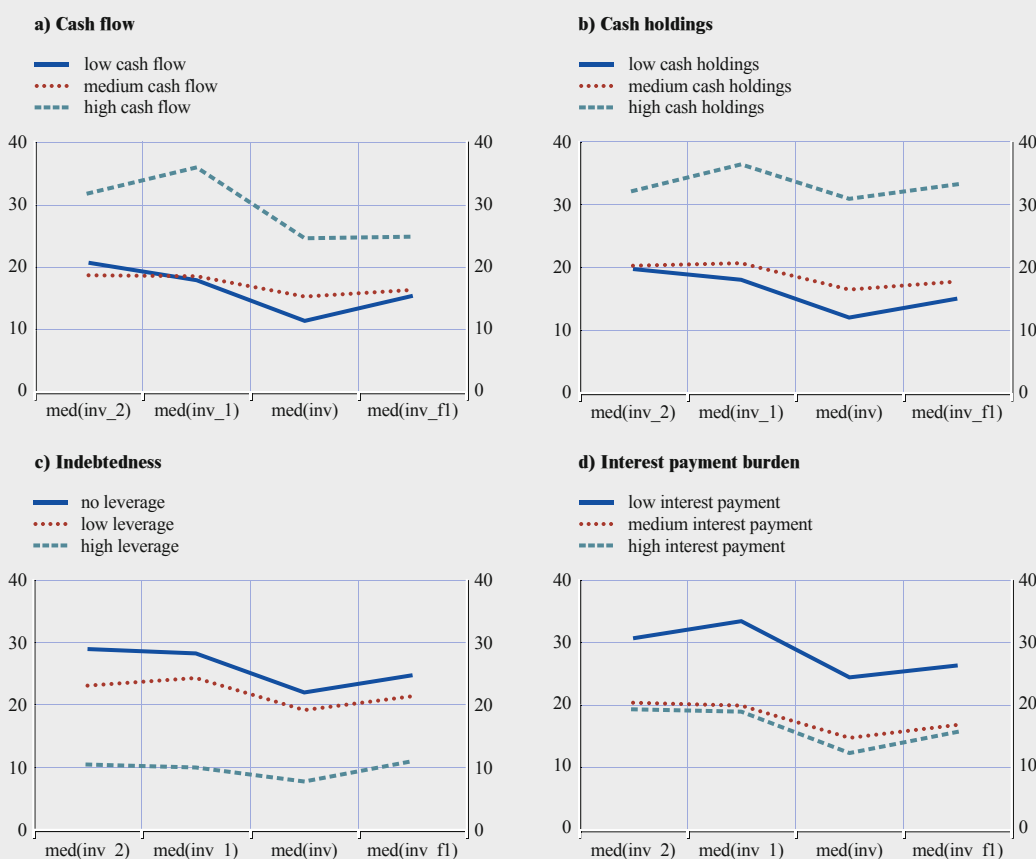 a) Cash flow
low cash flow
medium cash flow
high cash flow
40 40
30 30
20 20
10 10
0 0
med(inv_2) med(inv_1) med(inv) med(inv_f1)
b) Cash holdings
low cash holdings
medium cash holdings
high cash holdings
40 40
30 30
20 20
10 10
0 0
med(inv_2) med(inv_1) med(inv) med(inv_f1)
c) Indebtedness
no leverage
low leverage
high leverage
40 40
30 30
20 20
10 10
0 0
med(inv_2) med(inv_1) med(inv) med(inv_f1)
d) Interest payment burden
low interest payment
medium interest payment
high interest payment
40 40
30 30
20 20
10 10
0 0
med(inv_2) med(inv_1) med(inv) med(inv_f1)